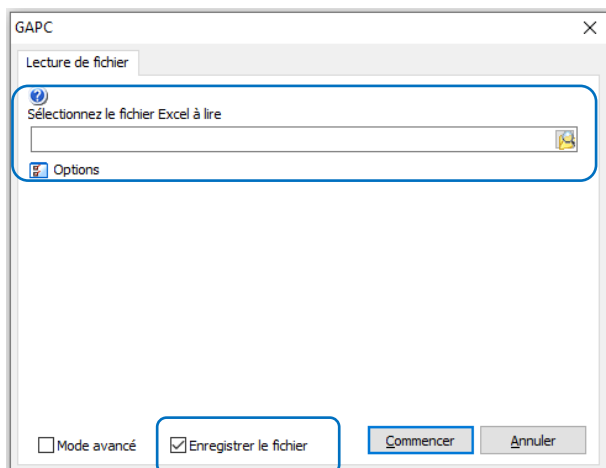 GAPC
Lecture de fichier
?
Sélectionnez le fichier Excel à lire
Options
Mode avancé
Enregistrer le fichier
Commencer
Annuler